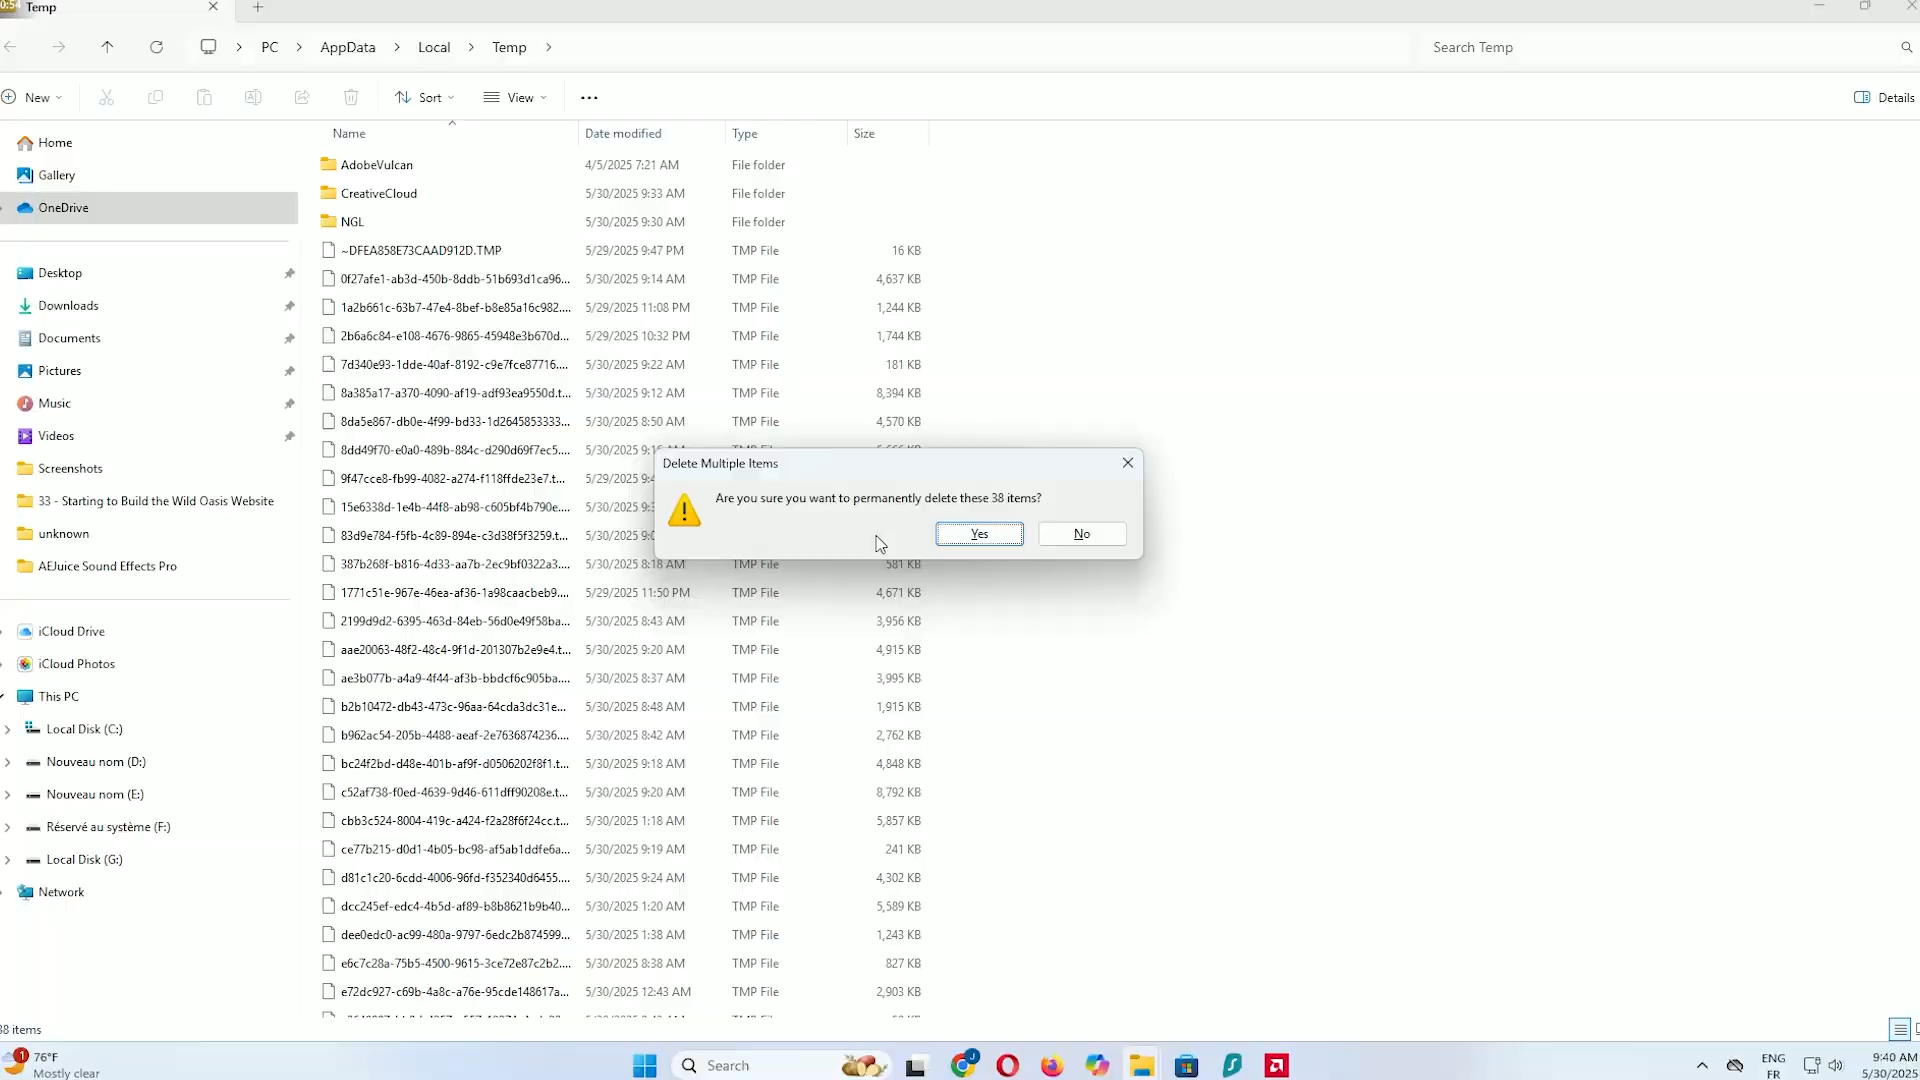 0:54
Temp
PC > AppData > Local > Temp >
Search Temp
New
Sort
View
Details
Name Date modified Type Size
Home
Gallery
OneDrive
Desktop
Downloads
Documents
Pictures
Music
Videos
Screenshots
33 - Starting to Build the Wild Oasis Website
unknown
AEJuice Sound Effects Pro
iCloud Drive
iCloud Photos
This PC
Local Disk (C:)
Nouveau nom (D:)
Nouveau nom (E:)
Réservé au système (F:)
Local Disk (G:)
Network
AdobeVulcan 4/5/2025 7:21 AM File folder
CreativeCloud 5/30/2025 9:33 AM File folder
NGL 5/30/2025 9:30 AM File folder
~DFEA858E73CAAD912D.TMP 5/29/2025 9:47 PM TMP File 16 KB
0f27afe1-ab3d-450b-8ddb-51b693d1ca96... 5/30/2025 9:14 AM TMP File 4,637 KB
1a2b661c-63b7-47e4-8bef-b8e85a16c982.... 5/29/2025 11:08 PM TMP File 1,244 KB
2b6a6c84-e108-4676-9865-45948e3b670d... 5/29/2025 10:32 PM TMP File 1,744 KB
7d340e93-1dde-40af-8192-c9e7fce87716.... 5/30/2025 9:22 AM TMP File 181 KB
8a385a17-a370-4090-af19-adf93ea9550d.t... 5/30/2025 9:12 AM TMP File 8,394 KB
8da5e867-db0e-4f99-bd33-1d2645853333... 5/30/2025 8:50 AM TMP File 4,570 KB
8dd49f70-e0a0-489b-884c-d290d69f7ec5.... 5/30/2025
9f47cce8-fb99-4082-a274-f118ffde23e7.t... 5/29/2025
15e6338d-1e4b-44f8-ab98-c605bf4b790e.... 5/30/2025
83d9e784-f5fb-4c89-894e-c3d38f5f3259.t... 5/30/2025
387b268f-b816-4d33-aa7b-2ec9bf0322a3.... 5/30/2025 8:18 AM TMP File 581 KB
1771c51e-967e-46ea-af36-1a98caacbeb9.... 5/29/2025 11:50 PM TMP File 4,671 KB
2199d9d2-6395-463d-84eb-56d0e49f58ba... 5/30/2025 8:43 AM TMP File 3,956 KB
aae20063-48f2-48c4-9f1d-201307b2e9e4.t... 5/30/2025 9:20 AM TMP File 4,915 KB
ae3b077b-a4a9-4f44-af3b-bbdcf6c905ba.... 5/30/2025 8:37 AM TMP File 3,995 KB
b2b10472-db43-473c-96aa-64cda3dc31e... 5/30/2025 8:48 AM TMP File 1,915 KB
b962ac54-205b-4488-aeaf-2e7636874236.... 5/30/2025 8:42 AM TMP File 2,762 KB
bc24f2bd-d48e-401b-af9f-d0506202f8f1.t... 5/30/2025 9:18 AM TMP File 4,848 KB
c52af738-f0ed-4639-9d46-611dff90208e.t... 5/30/2025 9:20 AM TMP File 8,792 KB
cbb3c524-8004-419c-a424-f2a28f6f24cc.t... 5/30/2025 1:18 AM TMP File 5,857 KB
ce77b215-d0d1-4b05-bc98-af5ab1ddfe6a... 5/30/2025 9:19 AM TMP File 241 KB
d81c1c20-6cdd-4006-96fd-f352340d6455.... 5/30/2025 9:24 AM TMP File 4,302 KB
dcc245ef-edc4-4b5d-af89-b8b8621b9b40... 5/30/2025 1:20 AM TMP File 5,589 KB
dee0edc0-ac99-480a-9797-6edc2b874599... 5/30/2025 1:38 AM TMP File 1,243 KB
e6c7c28a-75b5-4500-9615-3ce72e87c2b2.... 5/30/2025 8:38 AM TMP File 827 KB
e72dc927-c69b-4a8c-a76e-95cde148617a... 5/30/2025 12:43 AM TMP File 2,903 KB
Delete Multiple Items
Are you sure you want to permanently delete these 38 items?
Yes No
38 items
1
76°F
Mostly clear
Search
J
ENG
FR
9:40 AM
5/30/2025